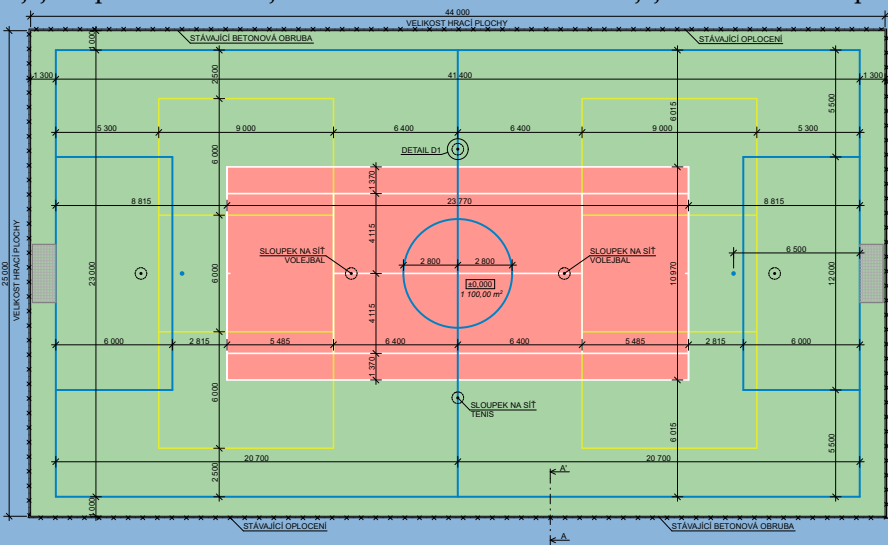 44 000
VELIKOST HRACÍ PLOCHY
STÁVAJÍCÍ BETONOVÁ OBRUBA
STÁVAJÍCÍ OPLOCENÍ
1 000
2 500
1 300
41 400
1 300
6 015
5 500
5 300
9 000
6 400
6 400
9 000
5 300
6 000
DETAIL D1
1 370
8 815
23 770
8 815
4 115
25 000
VELIKOST HRACÍ PLOCHY
23 000
6 000
SLOUPEK NA SÍŤ
VOLEJBAL
2 800
2 800
SLOUPEK NA SÍŤ
VOLEJBAL
6 500
10 970
12 000
±0,000
1 100,00 m²
4 115
6 000
2 815
5 485
6 400
6 400
5 485
2 815
6 000
1 370
6 000
SLOUPEK NA SÍŤ
TENIS
6 015
5 500
20 700
20 700
2 500
A'
1 000
STÁVAJÍCÍ OPLOCENÍ
STÁVAJÍCÍ BETONOVÁ OBRUBA
A